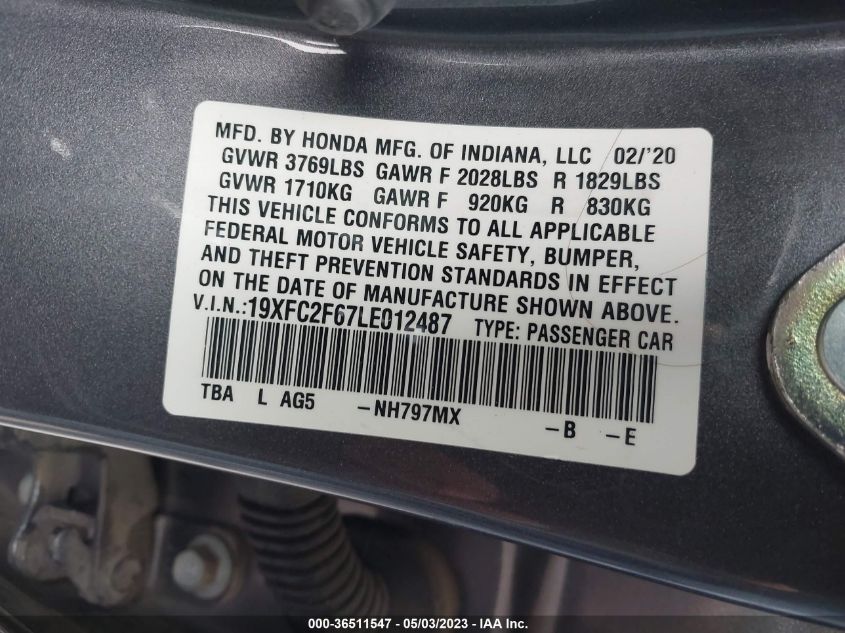 MFD. BY HONDA MFG. OF INDIANA, LLC 02/'20
GVWR 3769LBS GAWR F 2028LBS R 1829LBS
GVWR 1710KG GAWR F 920KG R 830KG
THIS VEHICLE CONFORMS TO ALL APPLICABLE
FEDERAL MOTOR VEHICLE SAFETY, BUMPER,
AND THEFT PREVENTION STANDARDS IN EFFECT
ON THE DATE OF MANUFACTURE SHOWN ABOVE.
V.I.N.:19XFC2F67LE012487 TYPE: PASSENGER CAR
TBA L AG5 -NH797MX -B -E
000-36511547 - 05/03/2023 - IAAI.COM